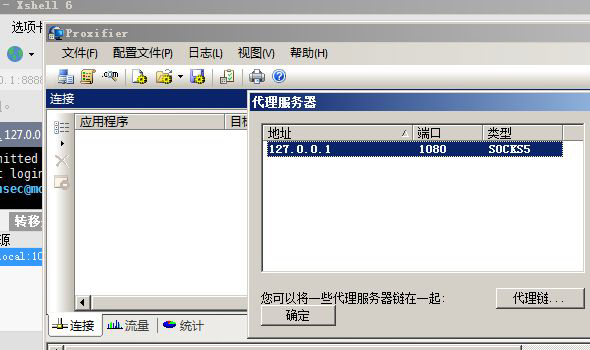 - Xshell 6
选项卡
Proxifier
文件(F) 配置文件(P) 日志(L) 视图(V) 帮助(H)
0.1:8888
.com
连接
代理服务器
应用程序 目标
地址 端口 类型
127.0.0.1 1080 SOCKS5
127.0.0
mitted
t login
nsec@mo
转移
源
ocal:10
您可以将一些代理服务器链在一起:
代理链...
确定
连接 流量 统计